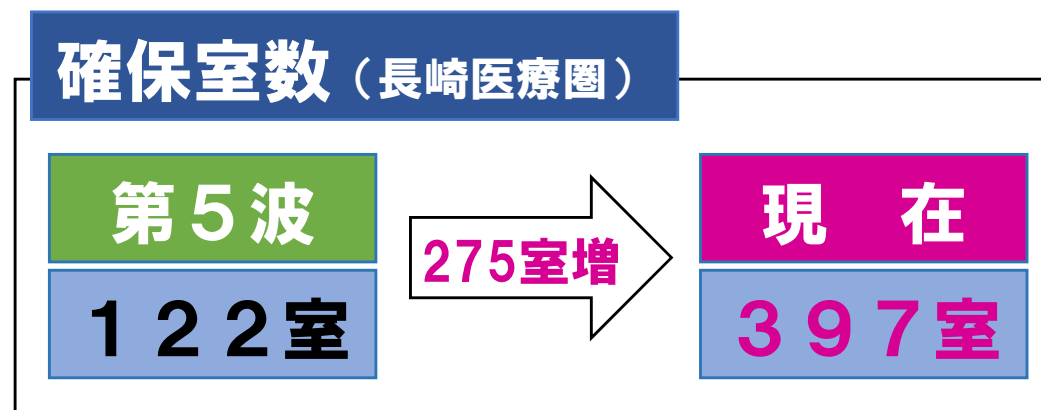 確保室数（長崎医療圏）
第５波
１２２室
275室増
現　在
３９７室